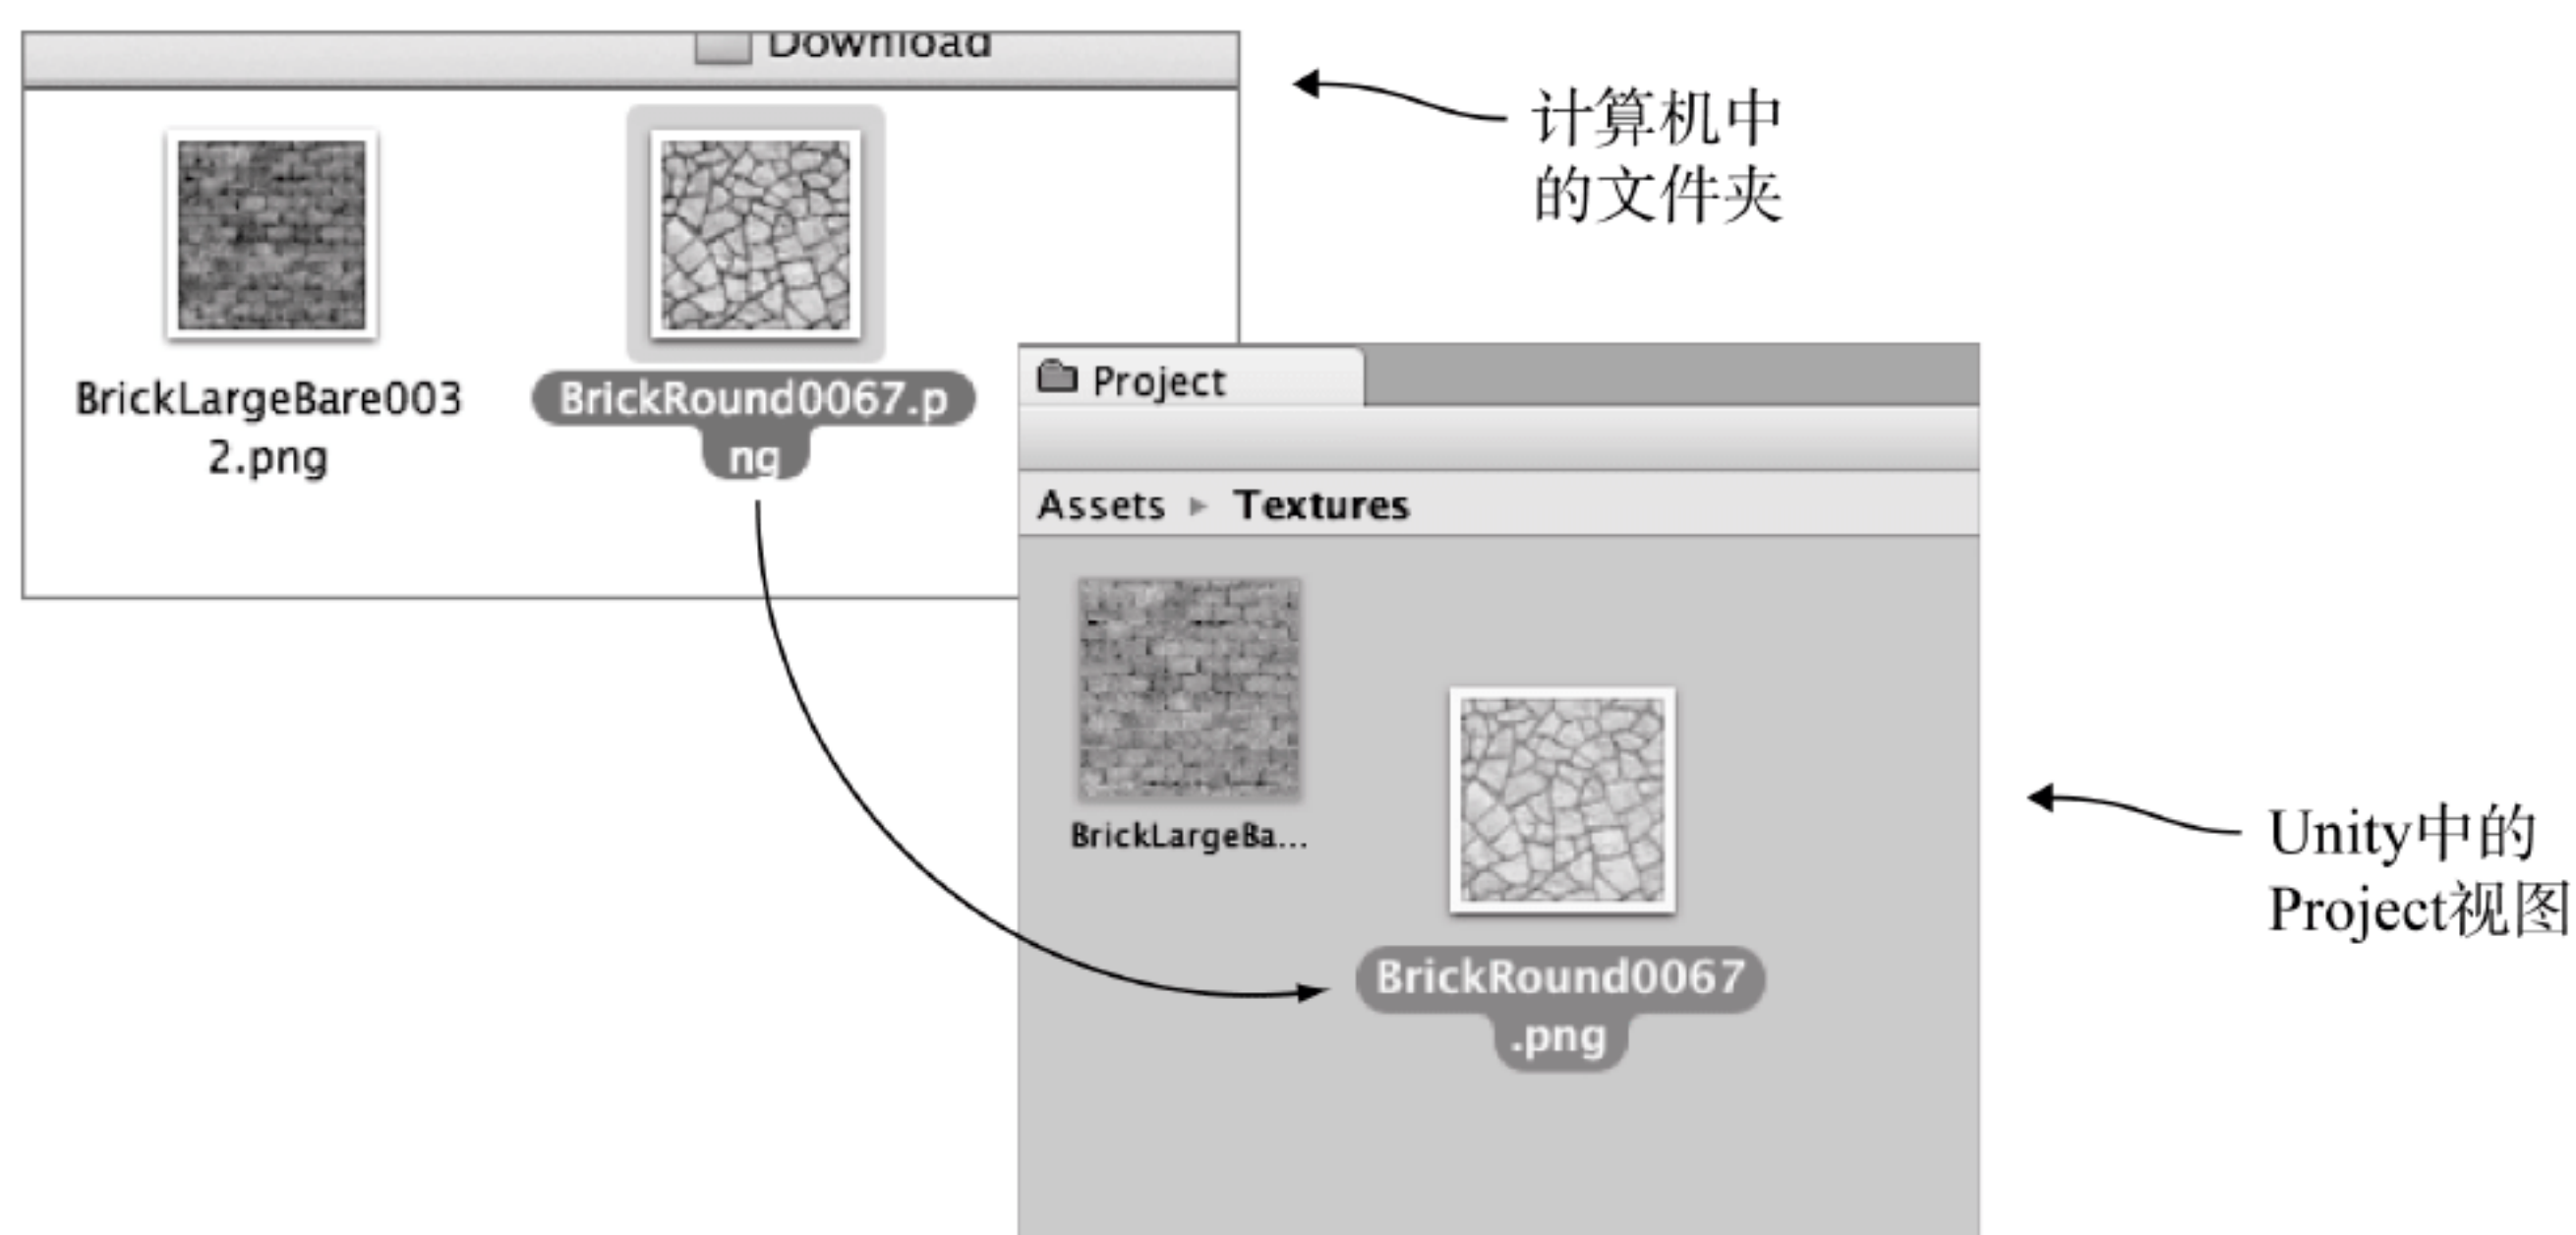 Download
计算机中
的文件夹
BrickLargeBare003
2.png
BrickRound0067.p
ng
Project
Assets ▸ Textures
BrickLargeBa...
BrickRound0067
.png
Unity中的
Project视图